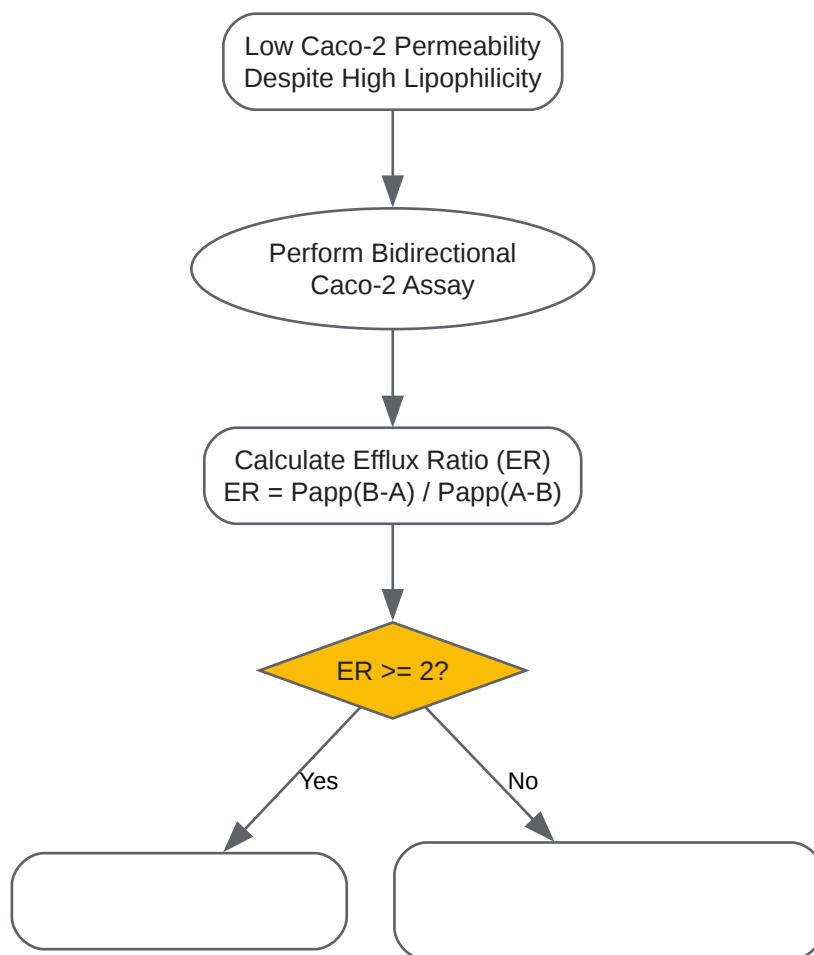 Low Caco-2 Permeability
Despite High Lipophilicity
Perform Bidirectional
Caco-2 Assay
Calculate Efflux Ratio (ER)
ER = Papp(B-A) / Papp(A-B)
ER >= 2?
Yes
No